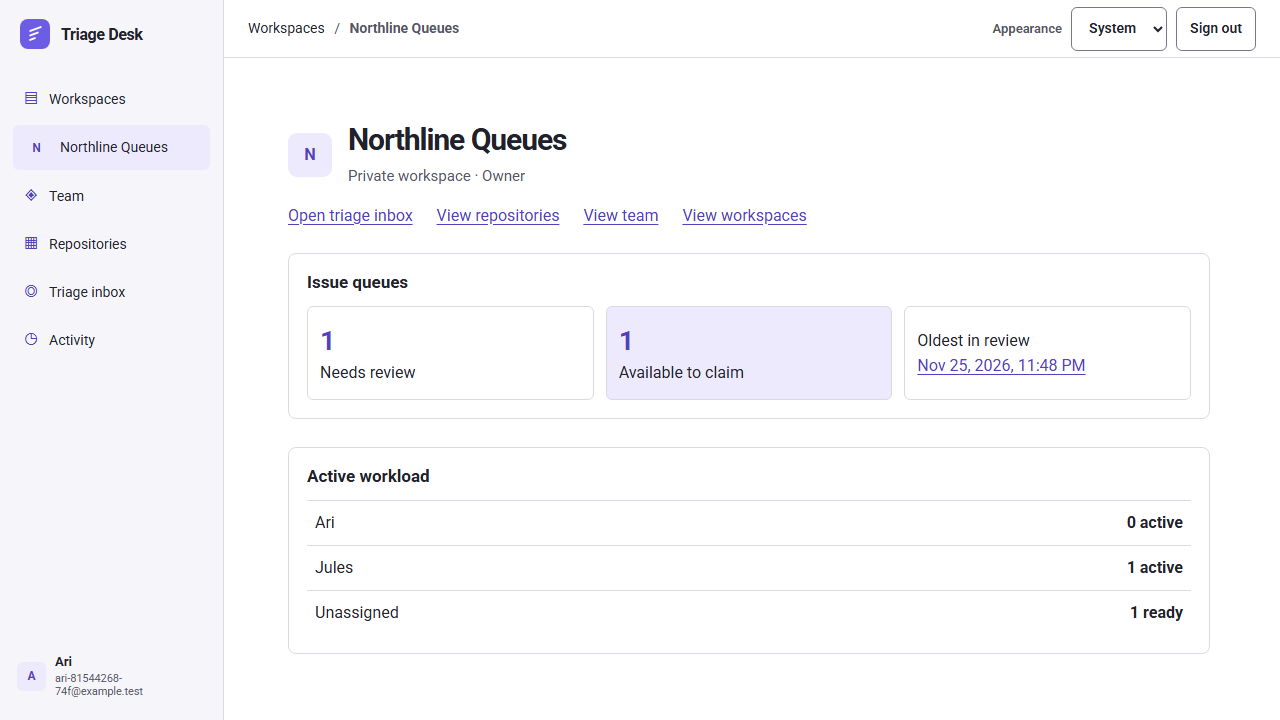 Triage Desk
Workspaces
N Northline Queues
Team
Repositories
Triage inbox
Activity
A
Ari
ari-81544268-
74f@example.test
Workspaces / Northline Queues
Appearance System Sign out
N
Northline Queues
Private workspace · Owner
Open triage inbox View repositories View team View workspaces
Issue queues
1
Needs review
1
Available to claim
Oldest in review
Nov 25, 2026, 11:48 PM
Active workload
Ari 0 active
Jules 1 active
Unassigned 1 ready